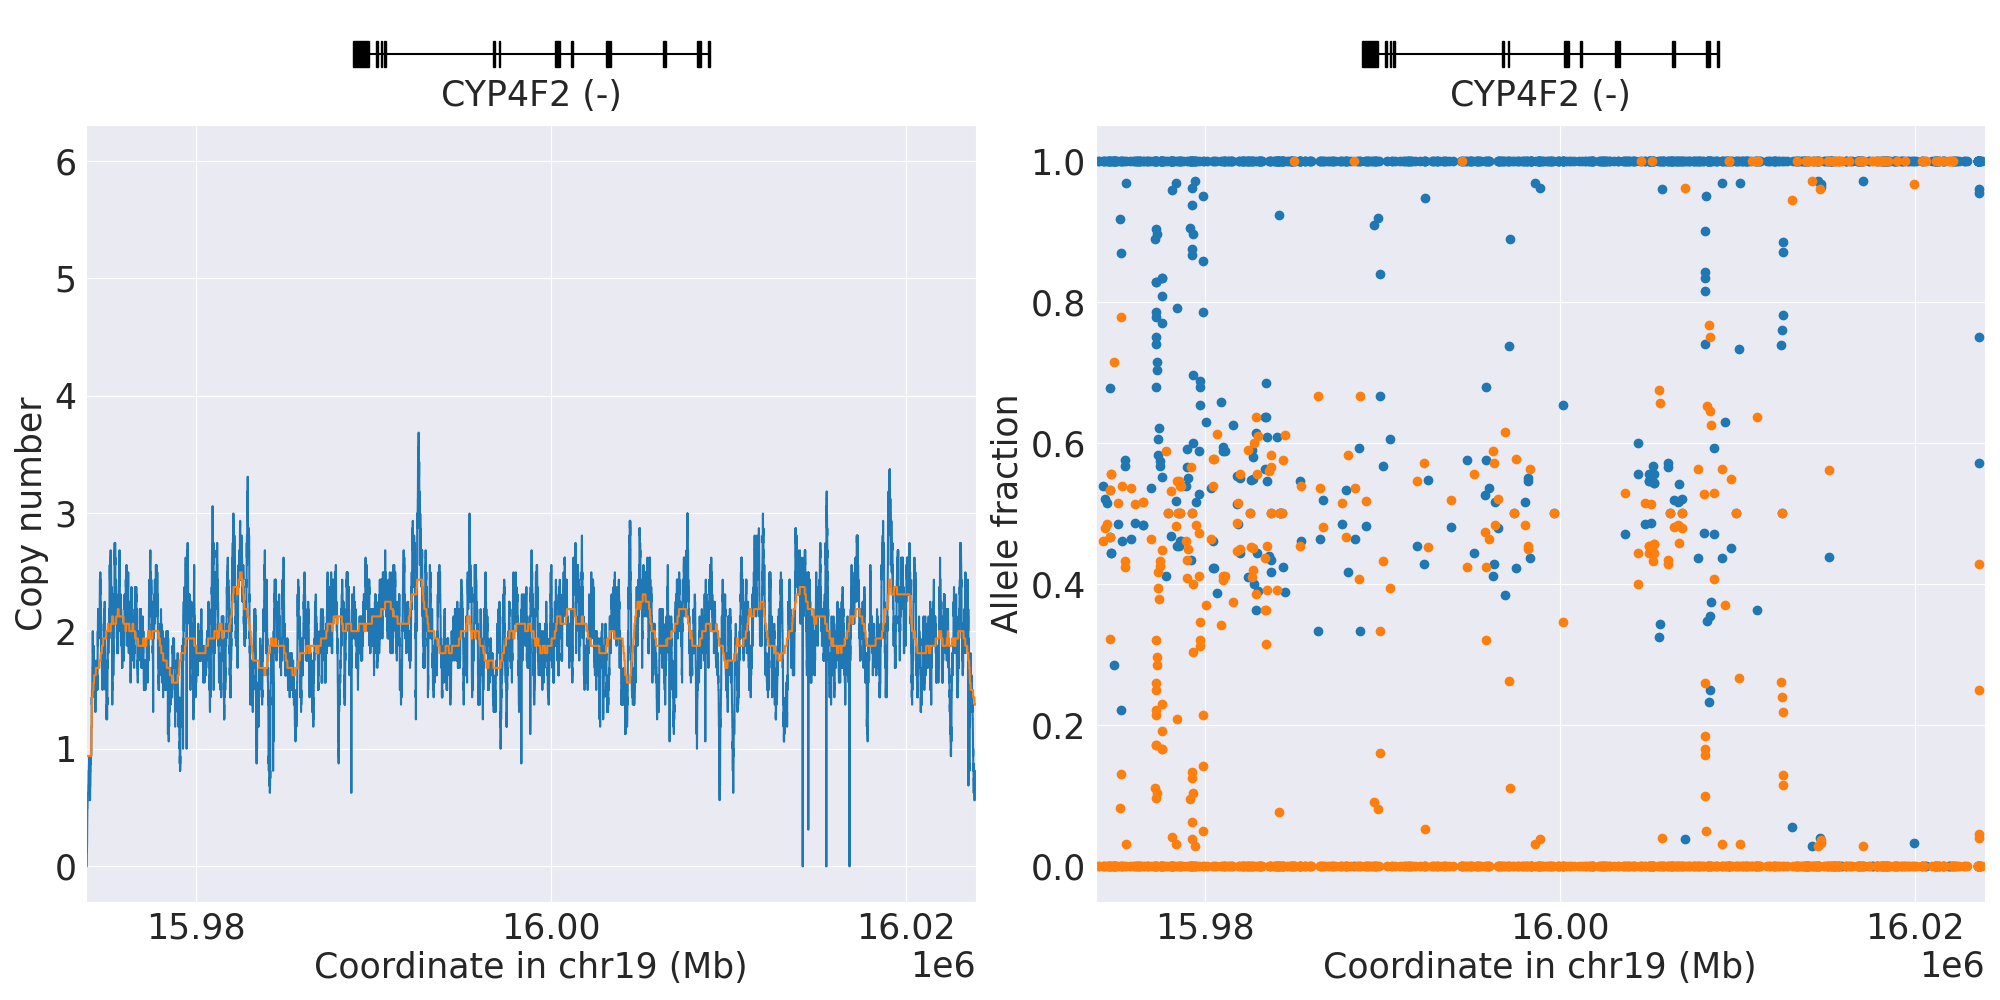 CYP4F2 (-)
6
5
4
3
2
1
0
Copy number
15.98
16.00
16.02
Coordinate in chr19 (Mb)
1e6
CYP4F2 (-)
1.0
0.8
0.6
0.4
0.2
0.0
Allele fraction
15.98
16.00
16.02
Coordinate in chr19 (Mb)
1e6